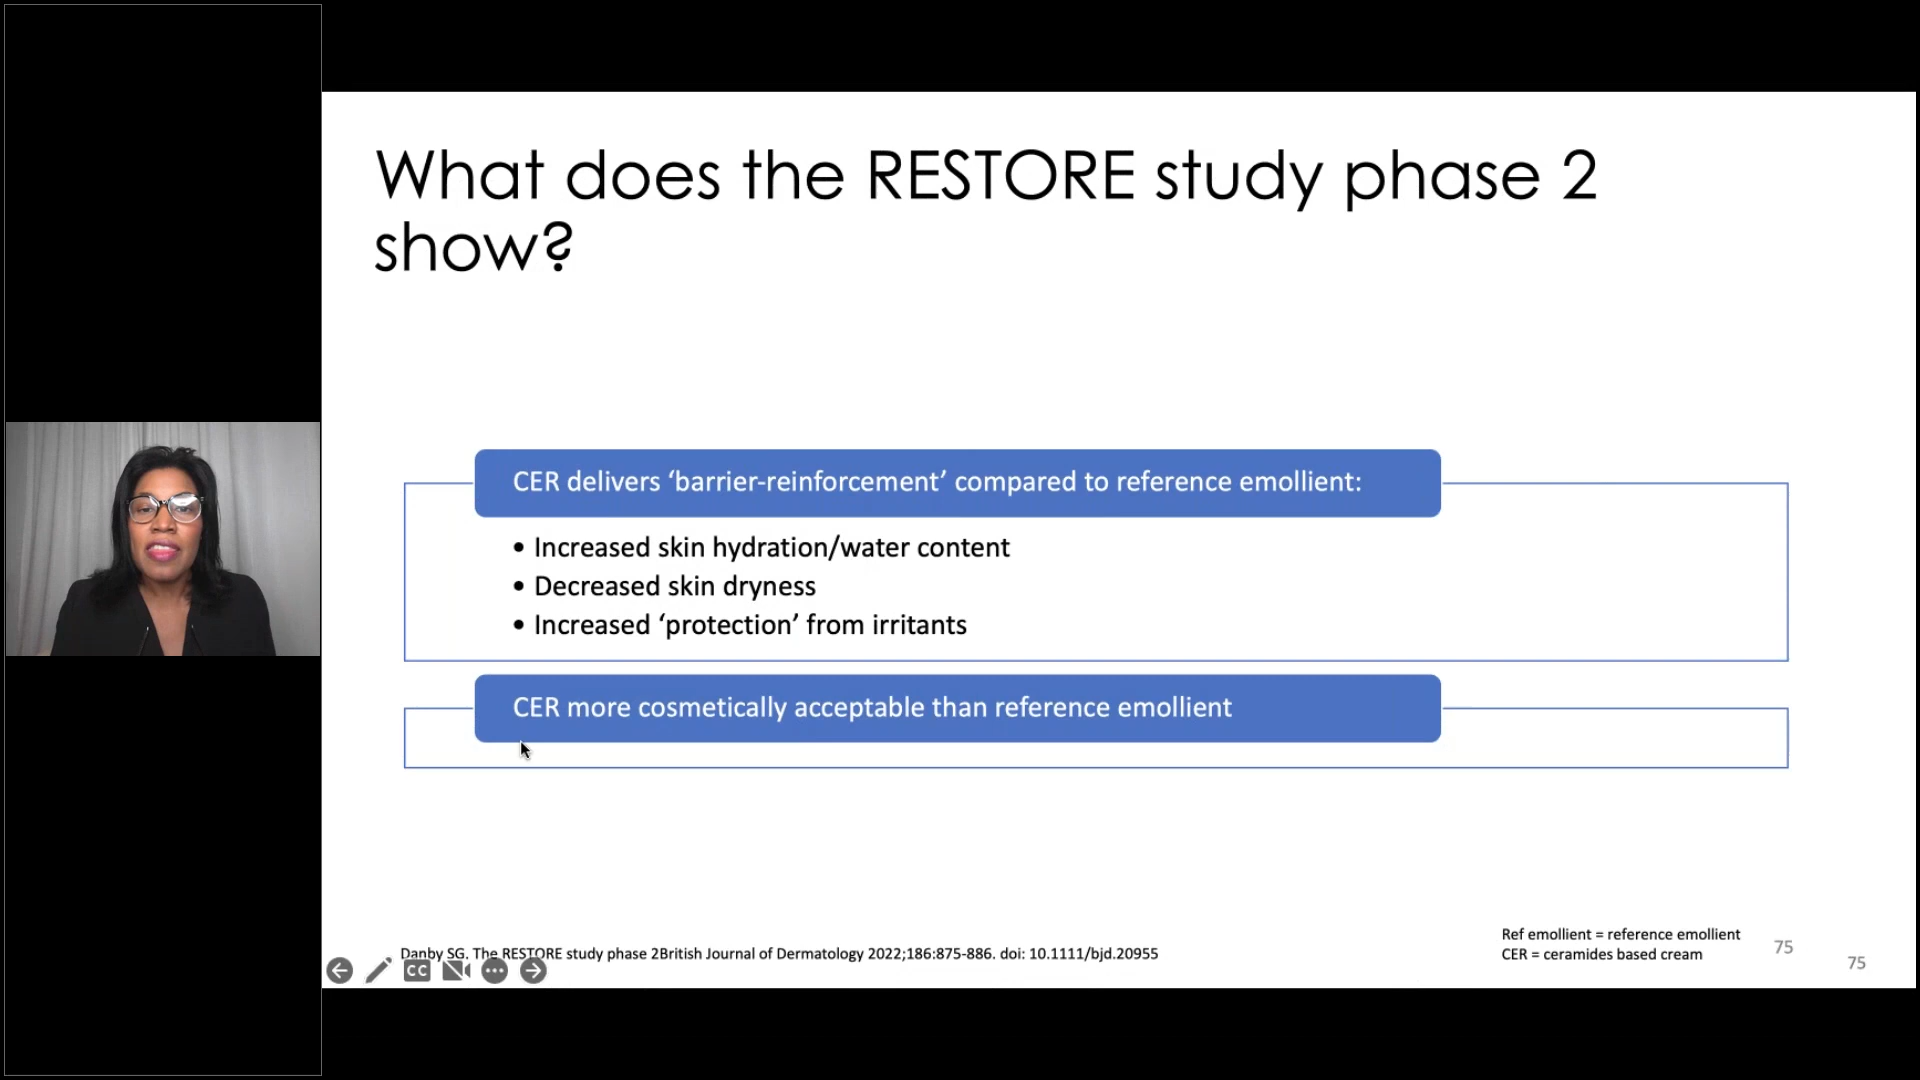 What does the RESTORE study phase 2
show?
CER delivers ‘barrier-reinforcement’ compared to reference emollient:
• Increased skin hydration/water content
• Decreased skin dryness
• Increased ‘protection’ from irritants
CER more cosmetically acceptable than reference emollient
Danby SG. The RESTORE study phase 2British Journal of Dermatology 2022;186:875-886. doi: 10.1111/bjd.20955
Ref emollient = reference emollient
CER = ceramides based cream
75
75
CC